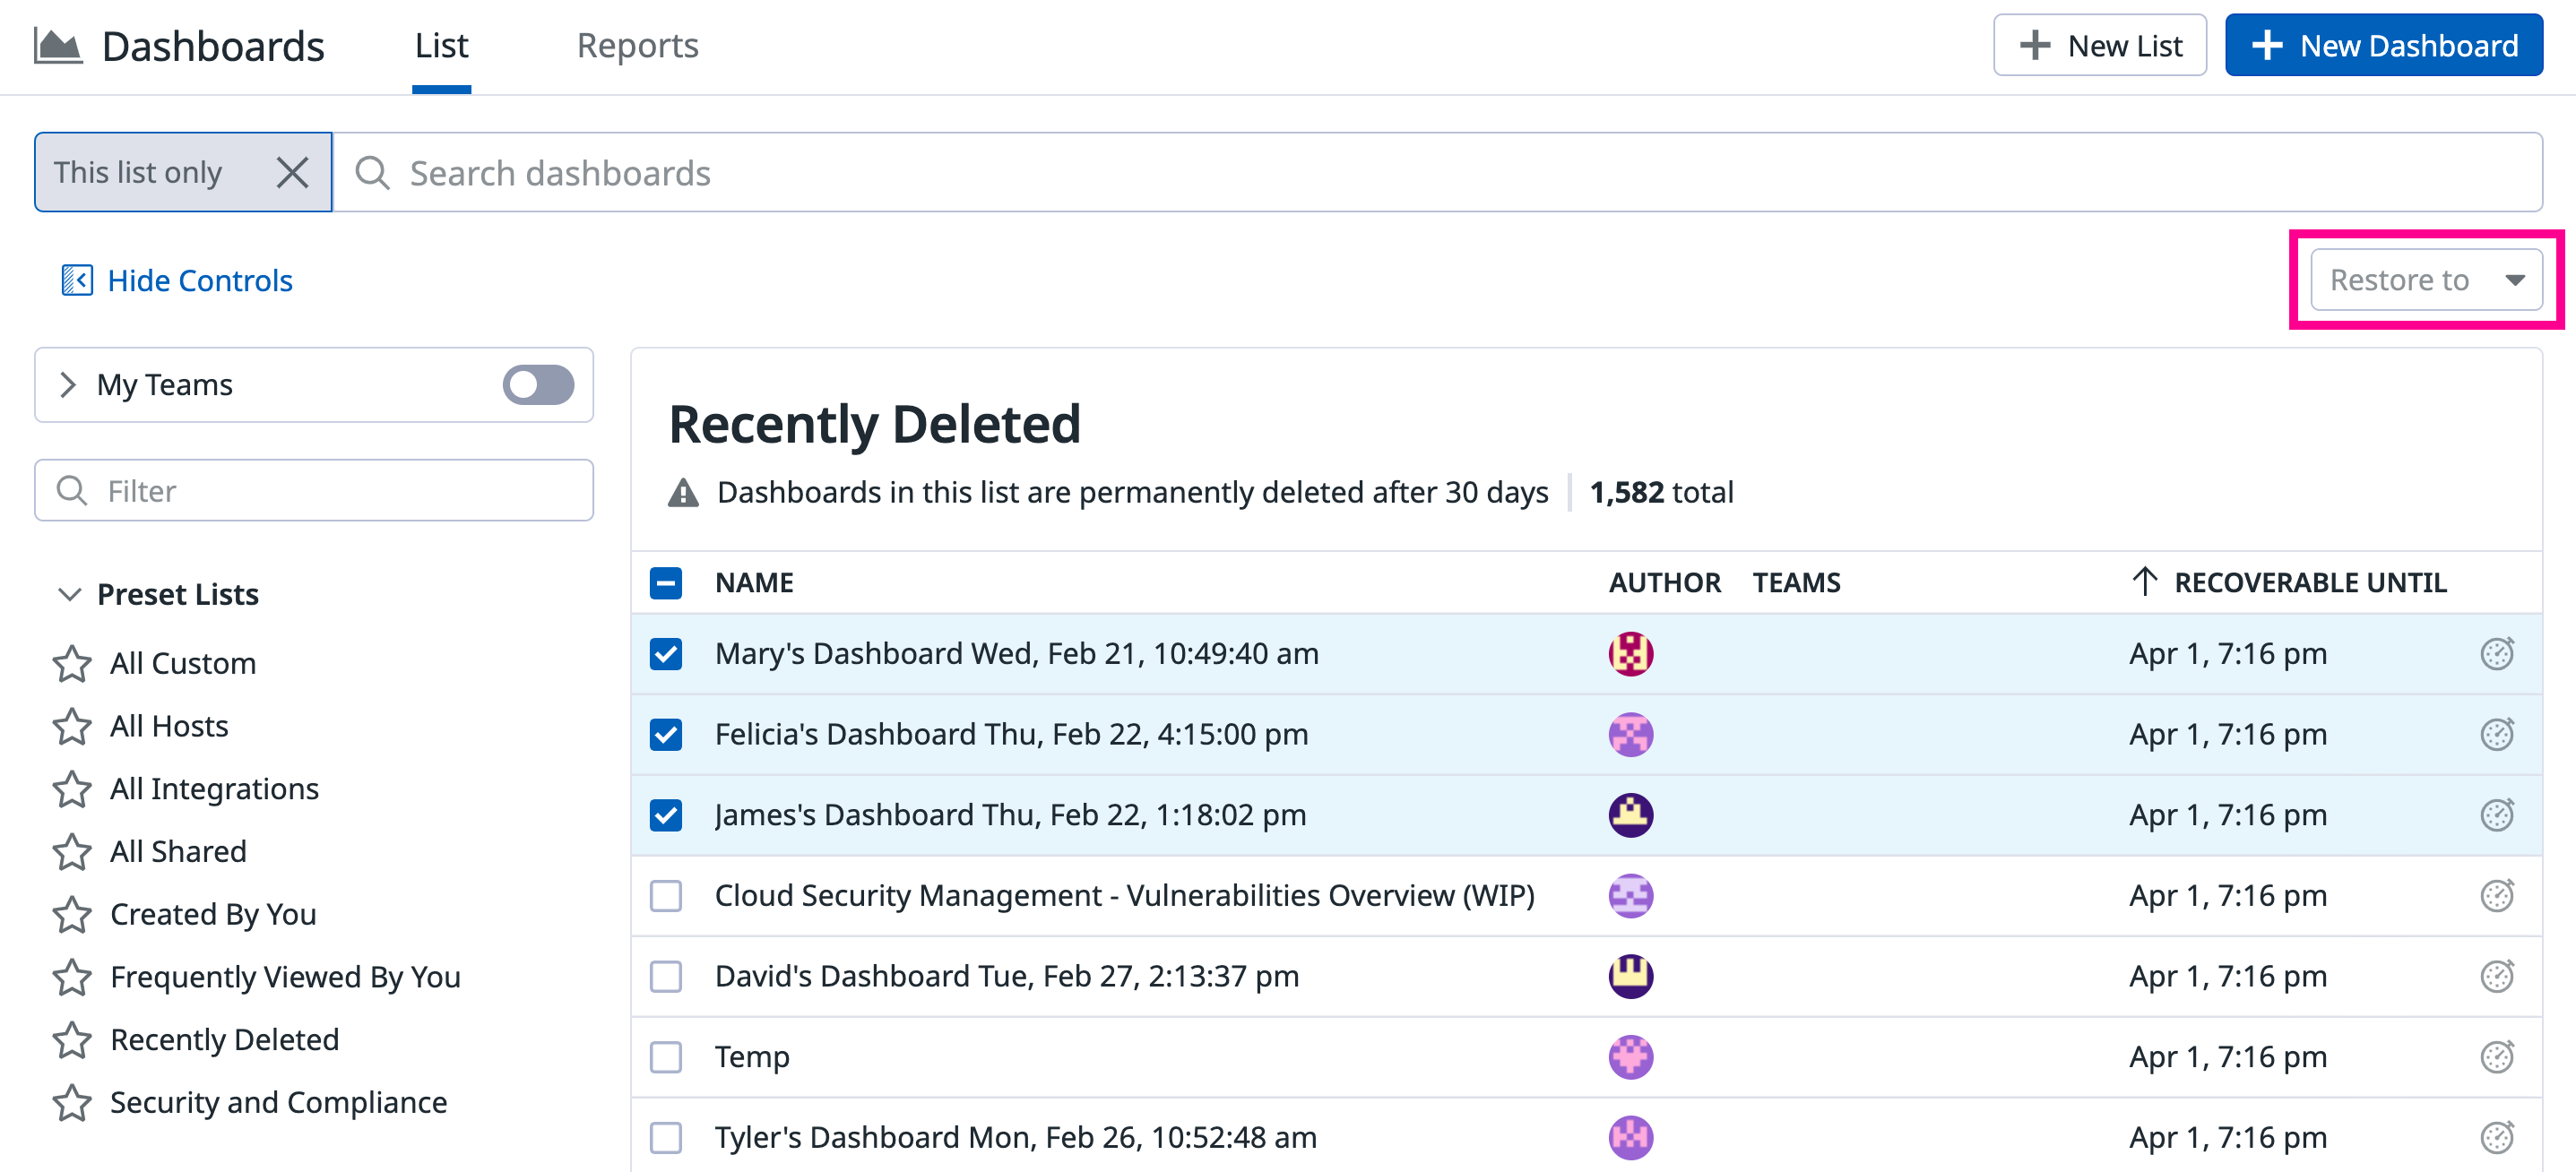 Dashboards List Reports New List New Dashboard
This list only Search dashboards
Hide Controls Restore to
My Teams
Filter
Preset Lists
All Custom
All Hosts
All Integrations
All Shared
Created By You
Frequently Viewed By You
Recently Deleted
Security and Compliance
Recently Deleted
Dashboards in this list are permanently deleted after 30 days 1,582 total
NAME AUTHOR TEAMS RECOVERABLE UNTIL
Mary's Dashboard Wed, Feb 21, 10:49:40 am Apr 1, 7:16 pm
Felicia's Dashboard Thu, Feb 22, 4:15:00 pm Apr 1, 7:16 pm
James's Dashboard Thu, Feb 22, 1:18:02 pm Apr 1, 7:16 pm
Cloud Security Management - Vulnerabilities Overview (WIP) Apr 1, 7:16 pm
David's Dashboard Tue, Feb 27, 2:13:37 pm Apr 1, 7:16 pm
Temp Apr 1, 7:16 pm
Tyler's Dashboard Mon, Feb 26, 10:52:48 am Apr 1, 7:16 pm